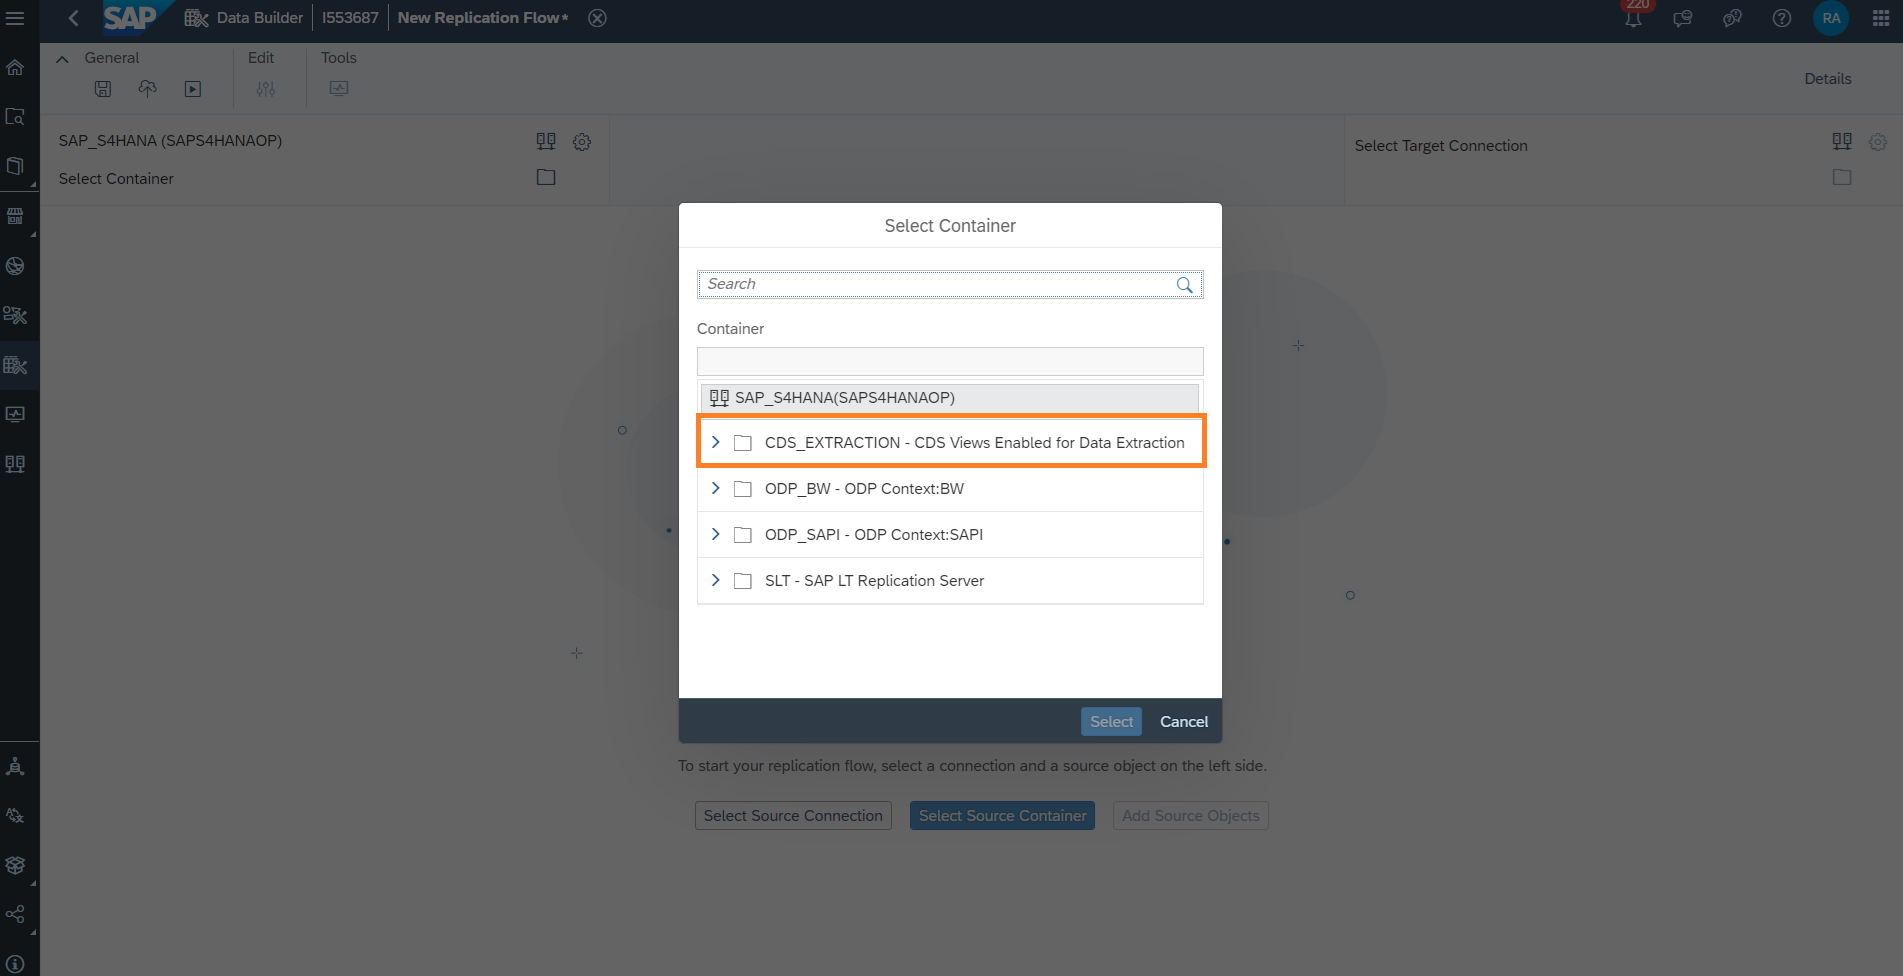 SAP Data Builder I553687 New Replication Flow* 220 RA
General Edit Tools
Details
SAP_S4HANA (SAPS4HANAOP)
Select Target Connection
Select Container
Select Container
Search
Container
SAP_S4HANA(SAPS4HANAOP)
CDS_EXTRACTION - CDS Views Enabled for Data Extraction
ODP_BW - ODP Context:BW
ODP_SAPI - ODP Context:SAPI
SLT - SAP LT Replication Server
Select Cancel
To start your replication flow, select a connection and a source object on the left side.
Select Source Connection Select Source Container Add Source Objects